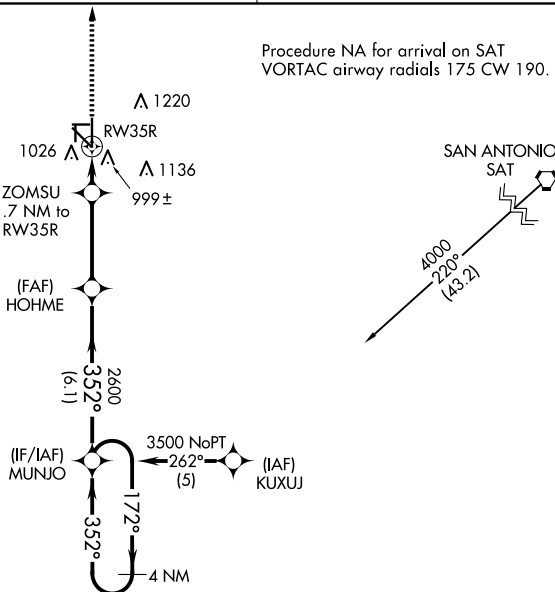 Procedure NA for arrival on SAT
VORTAC airway radials 175 CW 190.
1220
RW35R
1026
1136
999 ±
SAN ANTONIO
SAT
ZOMSU
.7 NM to
RW35R
4000
220°
(43.2)
(FAF)
HOHME
2600
352°
(6.1)
(IF/IAF)
MUNJO
3500 NoPT
262°
(5)
(IAF)
KUXUJ
172°
352°
4 NM